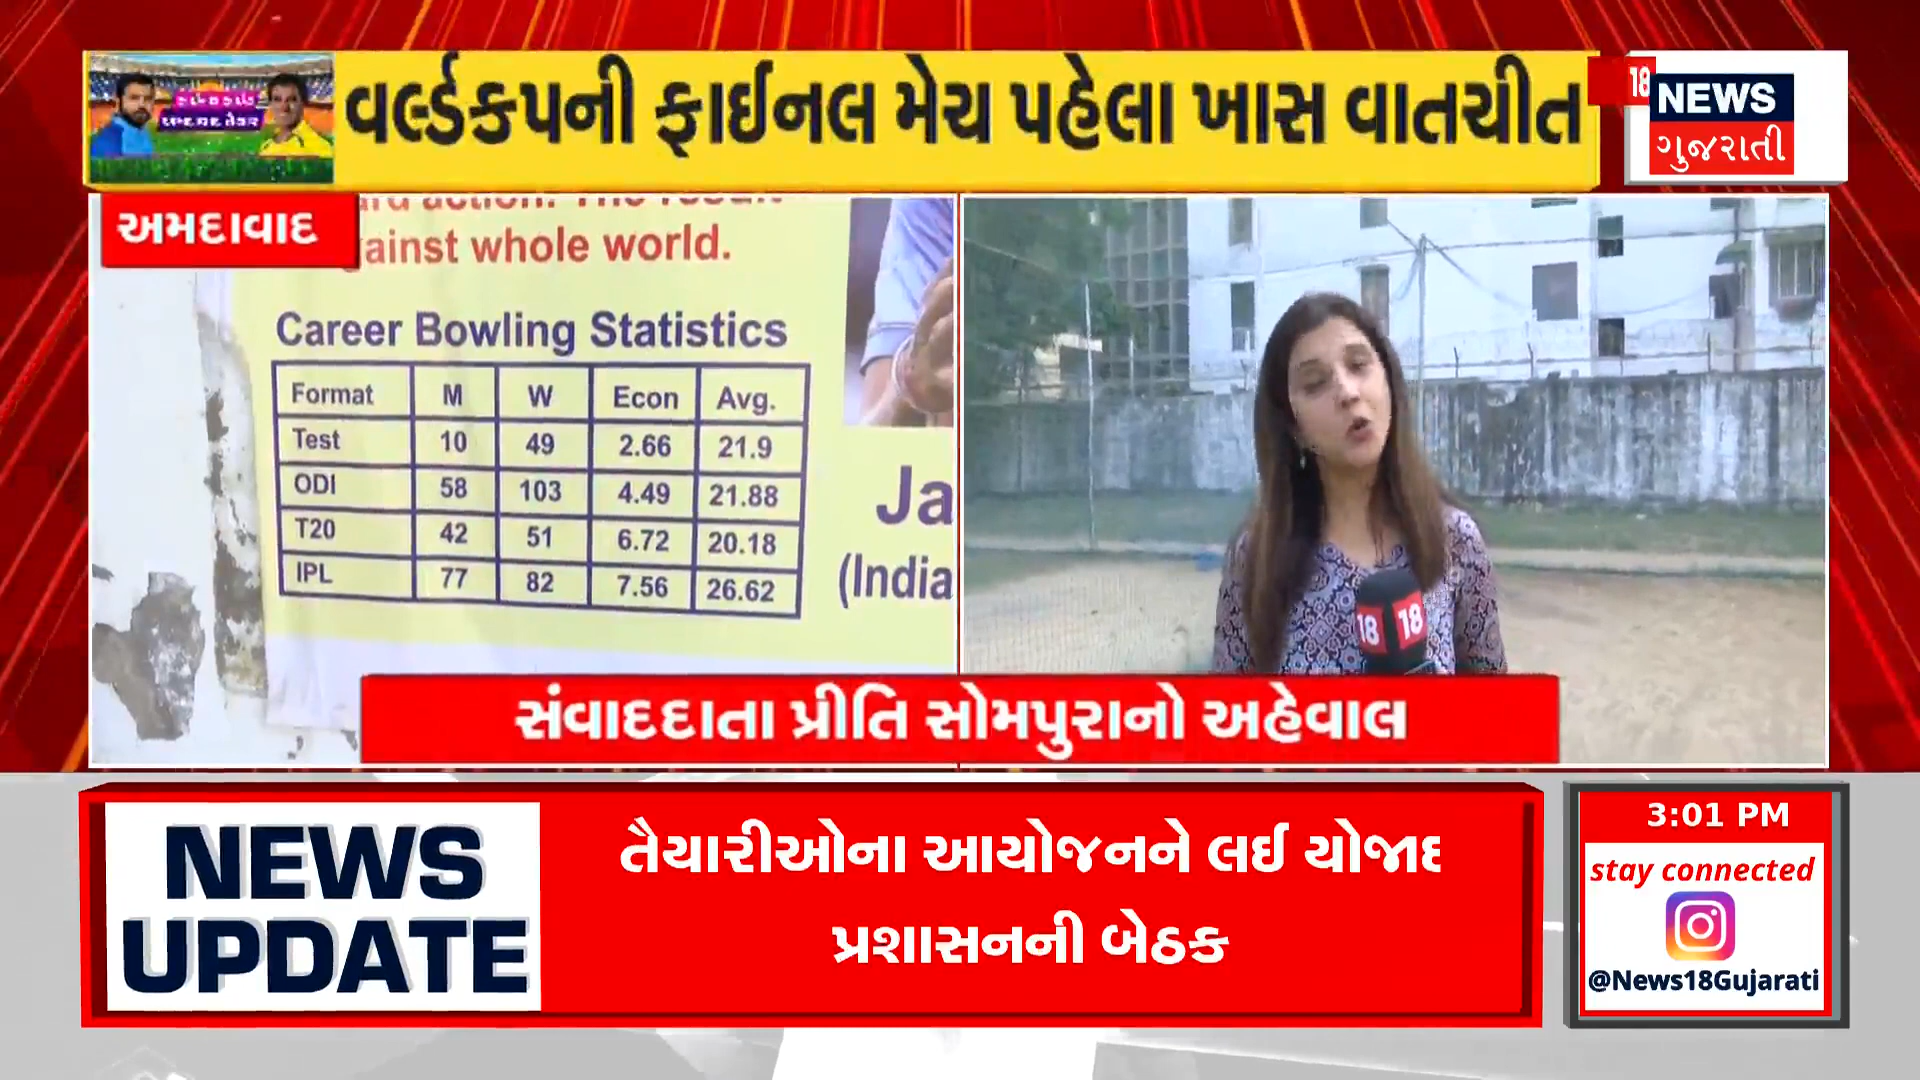 વર્લ્ડકપની ફાઈનલ મેચ પહેલા ખાસ વાતચીત
18
NEWS
ગુજરાતી
અમદાવાદ
whole world.
Career Bowling Statistics
Format M W Econ Avg.
Test 10 49 2.66 21.9
ODI 58 103 4.49 21.88
T20 42 51 6.72 20.18
IPL 77 82 7.56 26.62
Ja
(India
18 18
સંવાદદાતા પ્રીતિ સોમપુરાનો અહેવાલ
NEWS
UPDATE
તૈયારીઓના આયોજનને લઈ
પ્રશાસનની બેઠક
3:01 PM
stay connected
@News18Gujarati